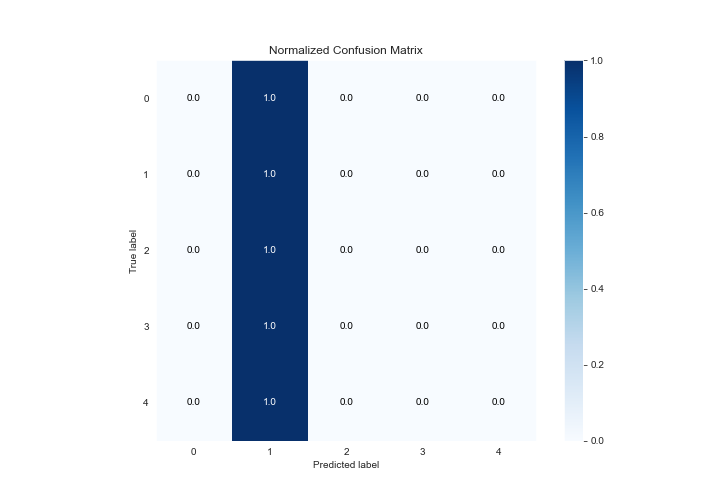 Normalized Confusion Matrix
1.0
0 0.0 1.0 0.0 0.0 0.0
0.8
1 0.0 1.0 0.0 0.0 0.0
0.6
True label
2 0.0 1.0 0.0 0.0 0.0
0.4
3 0.0 1.0 0.0 0.0 0.0
0.2
4 0.0 1.0 0.0 0.0 0.0
0.0
0 1 2 3 4
Predicted label